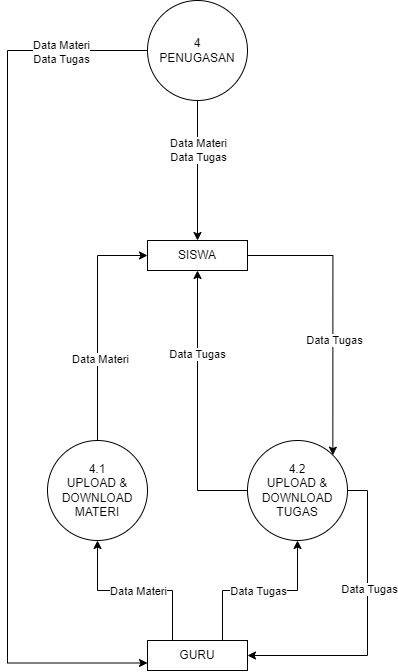 4
PENUGASAN
Data Materi
Data Tugas
Data Materi
Data Tugas
SISWA
Data Tugas
Data Tugas
Data Materi
4.1
UPLOAD &
DOWNLOAD
MATERI
4.2
UPLOAD &
DOWNLOAD
TUGAS
Data Materi
Data Tugas
Data Tugas
GURU